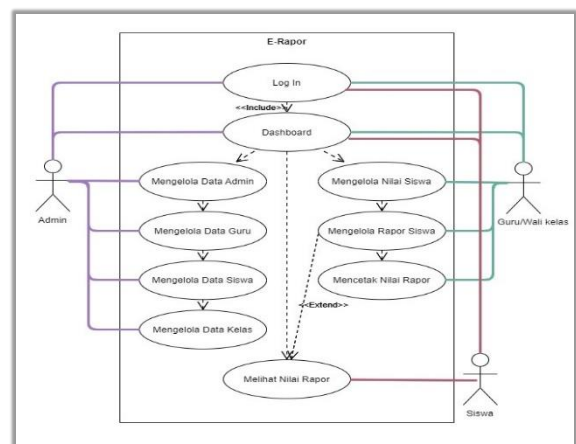 E-Rapor
Log In
<<Include>>
Dashboard
Mengelola Data Admin
Mengelola Nilai Siswa
Admin
Guru/Wali kelas
Mengelola Data Guru
Mengelola Rapor Siswa
Mengelola Data Siswa
Mencetak Nilai Rapor
<<Extend>>
Mengelola Data Kelas
Melihat Nilai Rapor
Siswa